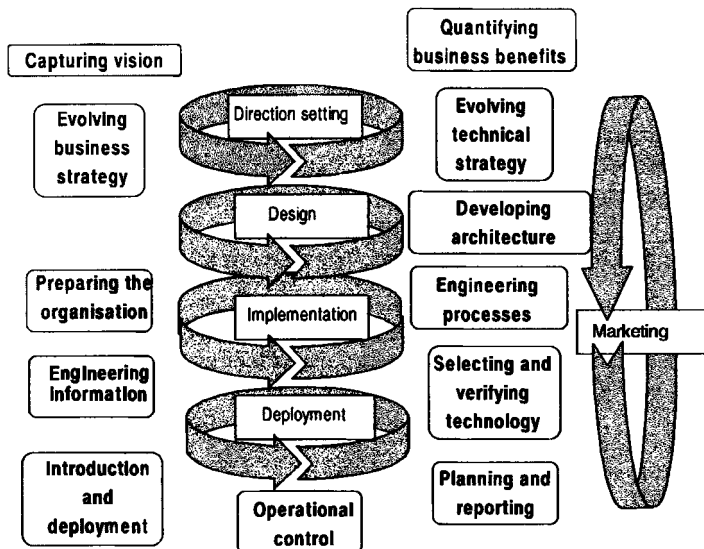 Quantifying
business benefits
Capturing vision
Direction setting
Evolving
business
strategy
Evolving
technical
strategy
Design
Developing
architecture
Preparing the
organisation
Implementation
Engineering
processes
Marketing
Engineering
information
Deployment
Selecting and
verifying
technology
Introduction
and
deployment
Operational
control
Planning and
reporting